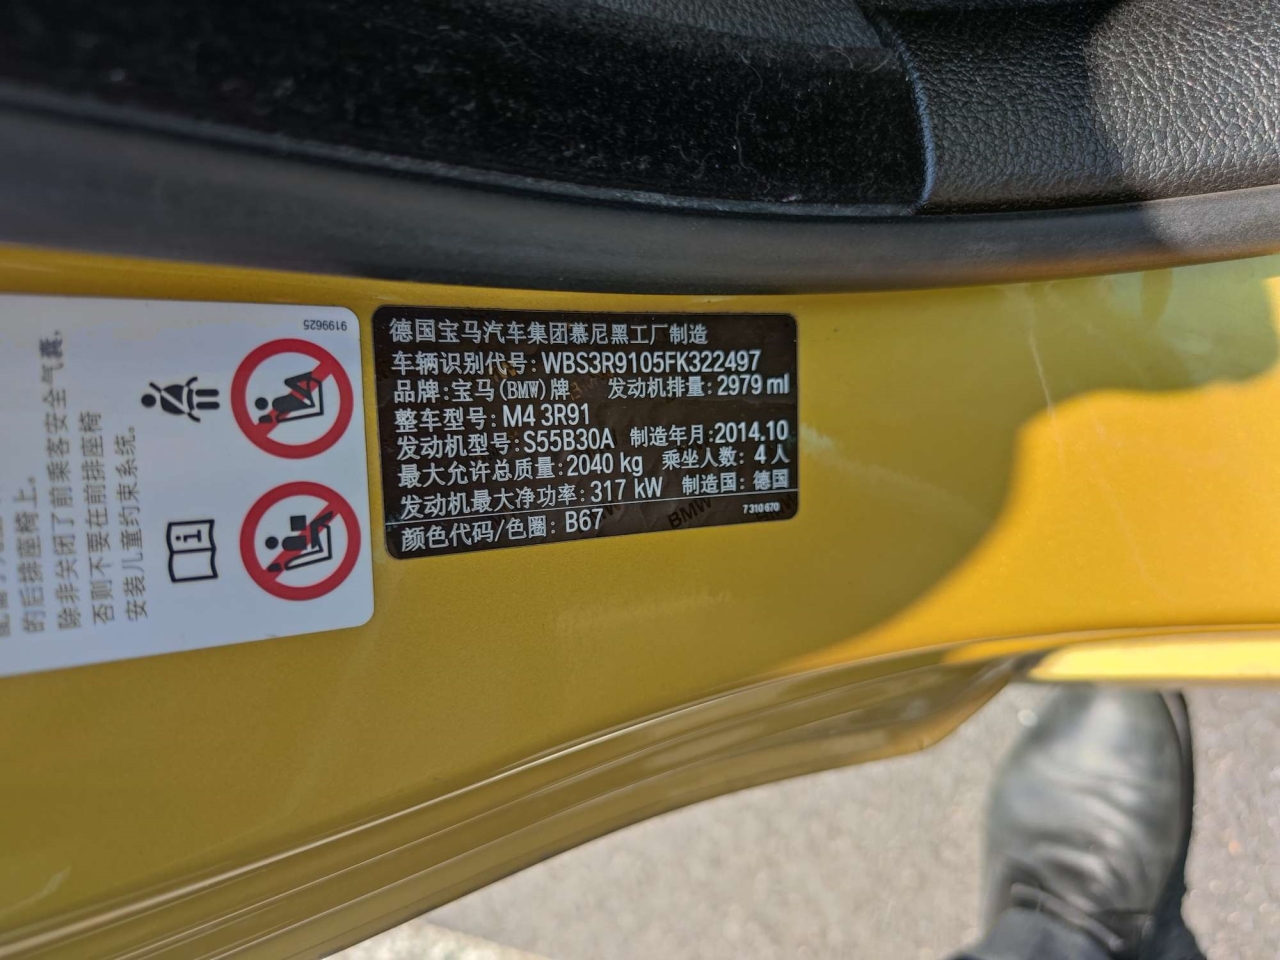 德国宝马汽车集团慕尼黑工厂制造
车辆识别代号: WBS3R9105FK322497
品牌: 宝马(BMW)牌 发动机排量: 2979 ml
整车型号: M4 3R91
发动机型号: S55B30A 制造年月: 2014.10
最大允许总质量: 2040 kg 乘坐人数: 4 人
发动机最大净功率: 317 kW 制造国: 德国
颜色代码/色圈: B67
7 310 670
BMW
9199625
的后排座椅上。
除非关闭了前乘客安全气囊,
否则不要在前排座椅
安装儿童约束系统。